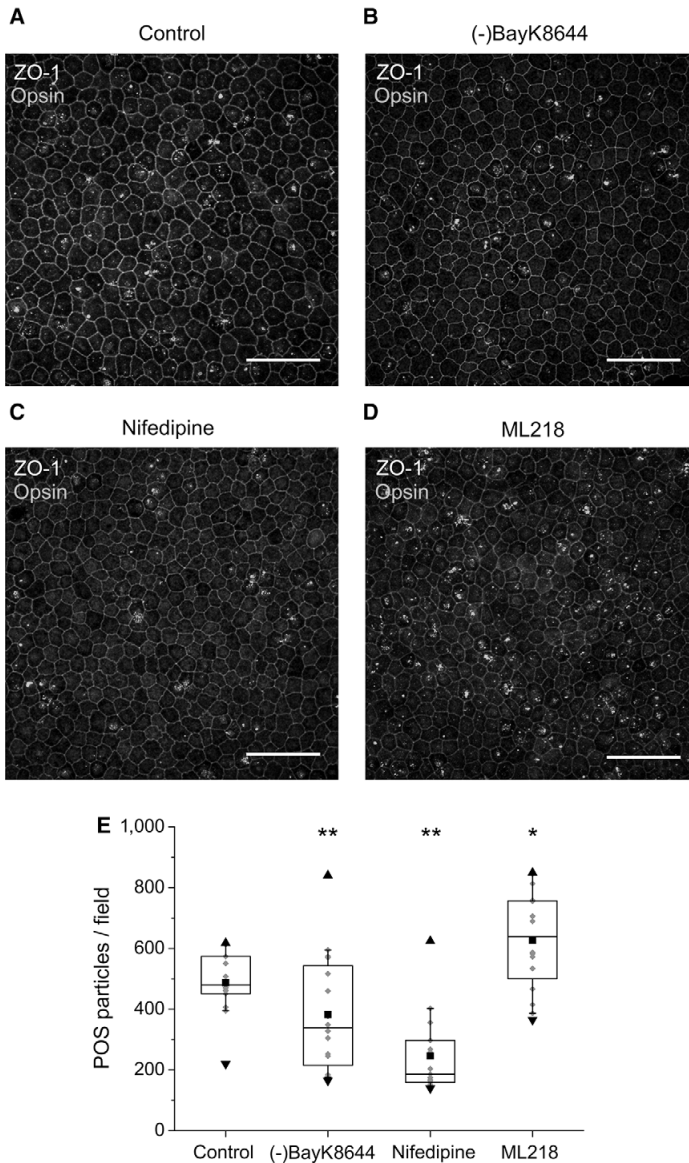 A
Control
ZO-1
Opsin
B
(-)BayK8644
ZO-1
Opsin
C
Nifedipine
ZO-1
Opsin
D
ML218
ZO-1
Opsin
E
POS particles / field
1,000
800
600
400
200
0
** ** *
Control (-)BayK8644 Nifedipine ML218